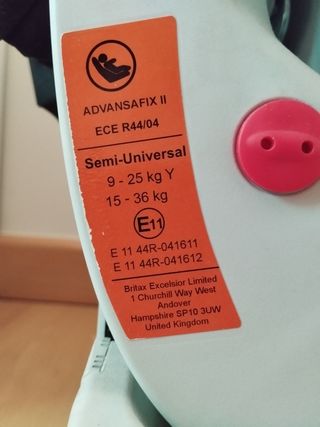 ADVANSAFIX II
ECE R44/04
Semi-Universal
9 - 25 kg Y
15 - 36 kg
E11
E 11 44R-041611
E 11 44R-041612
Britax Excelsior Limited
1 Churchill Way West
Andover
Hampshire SP10 3UW
United Kingdom